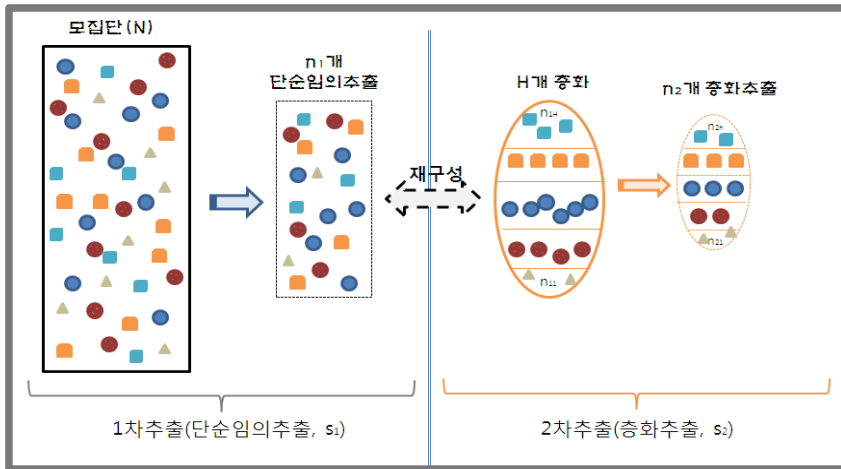 모집단(N)
n₁개
단순임의추출
H개 층화
n₂개 층화추출
n₁H
n₂ₕ
재구성
n₁₁
n₂₁
1차추출(단순임의추출, s₁)
2차추출(층화추출, s₂)